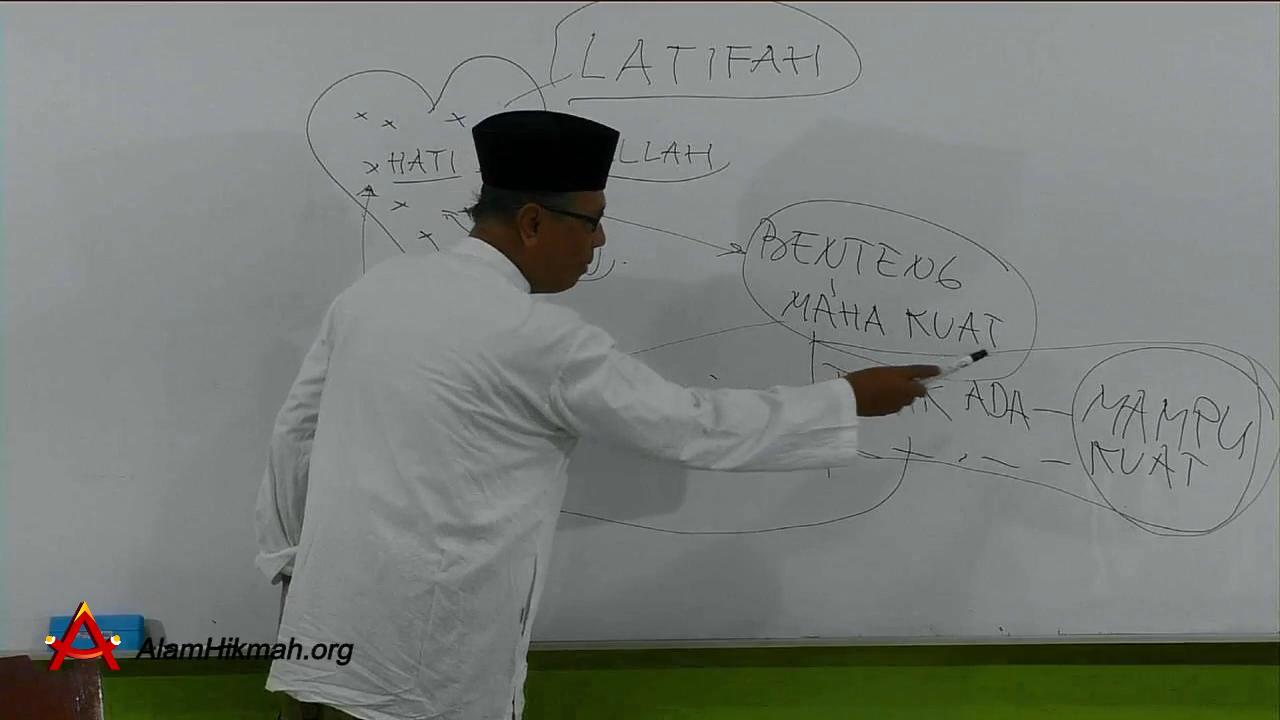 LATIFAH
HATI
LLAH
BENTENG
MAHA KUAT
ADA — MAMPU
KUAT
AlamHikmah.org